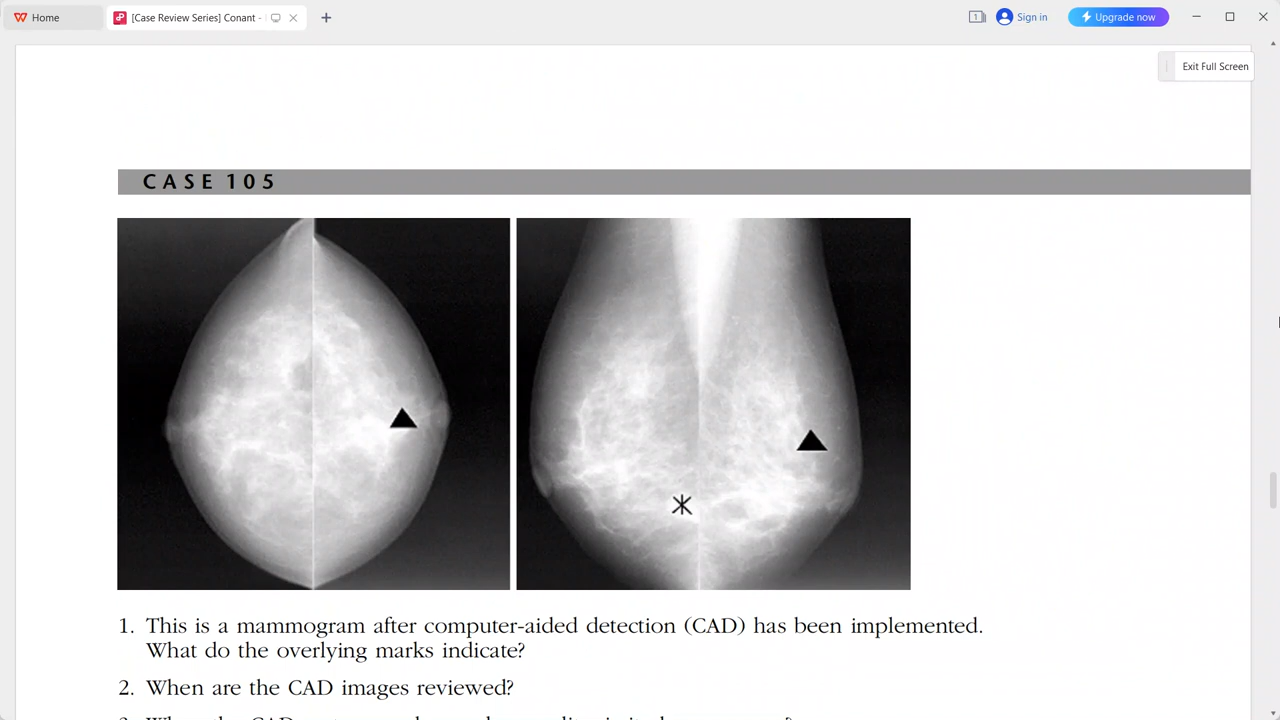 Home
[Case Review Series] Conant -
1
Sign in
Upgrade now
Exit Full Screen
CASE 105
1. This is a mammogram after computer-aided detection (CAD) has been implemented.
What do the overlying marks indicate?
2. When are the CAD images reviewed?